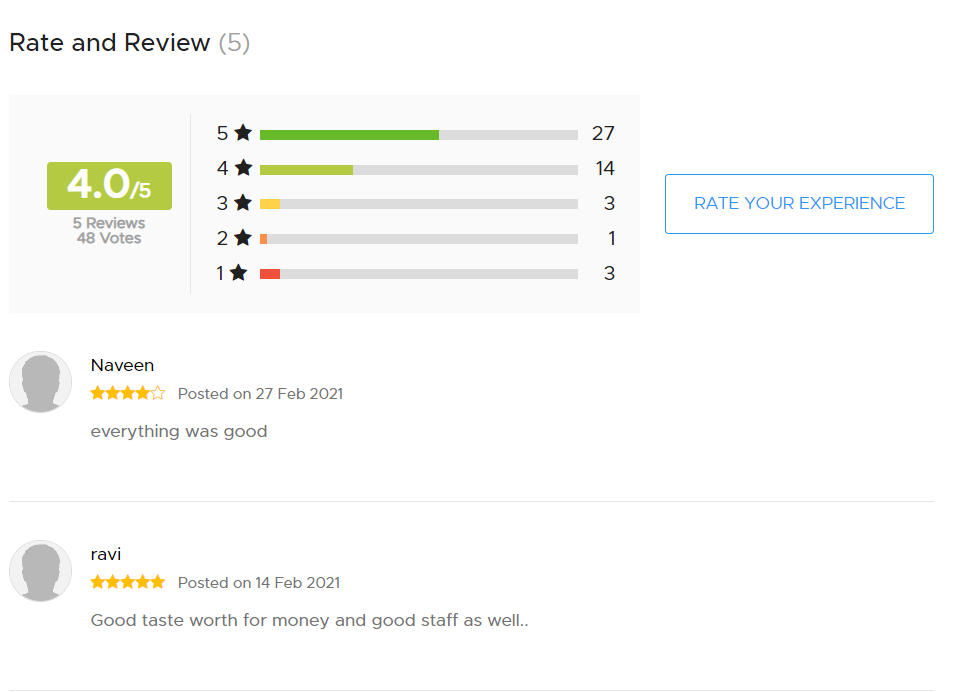 Rate and Review (5)
4.0/5
5 Reviews
48 Votes
5 ★ 27
4 ★ 14
3 ★ 3
2 ★ 1
1 ★ 3
RATE YOUR EXPERIENCE
Naveen
Posted on 27 Feb 2021
everything was good
ravi
Posted on 14 Feb 2021
Good taste worth for money and good staff as well..